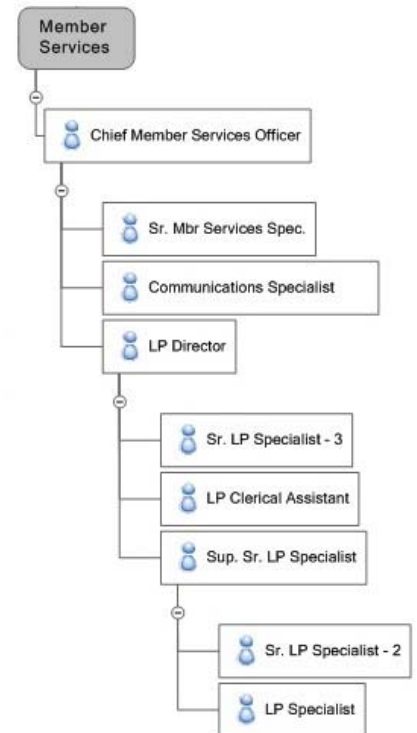 Member
Services
Chief Member Services Officer
Sr. Mbr Services Spec.
Communications Specialist
LP Director
Sr. LP Specialist - 3
LP Clerical Assistant
Sup. Sr. LP Specialist
Sr. LP Specialist - 2
LP Specialist